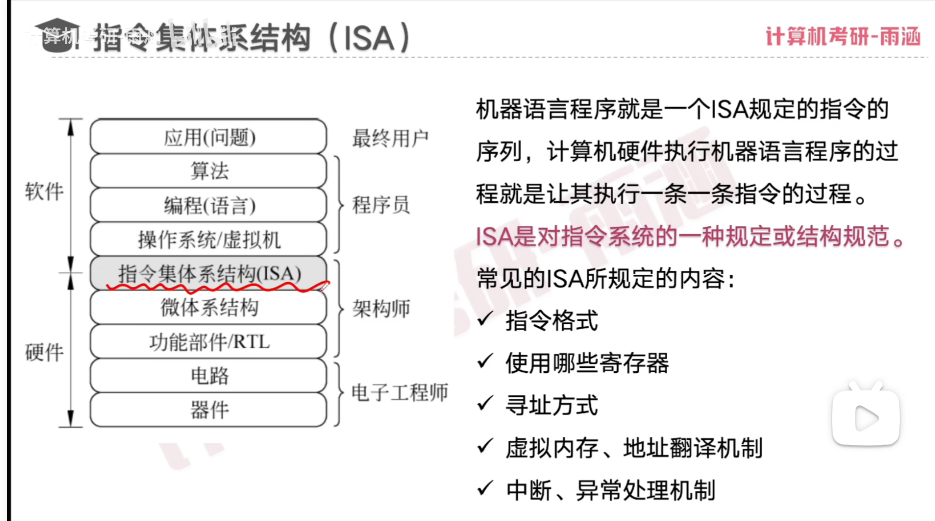 指令集体系结构（ISA）
计算机考研-雨涵
应用(问题)
最终用户
算法
编程(语言)
操作系统/虚拟机
程序员
软件
指令集体系结构(ISA)
微体系结构
功能部件/RTL
架构师
硬件
电路
器件
电子工程师
机器语言程序就是一个ISA规定的指令的
序列，计算机硬件执行机器语言程序的过
程就是让其执行一条一条指令的过程。
ISA是对指令系统的一种规定或结构规范。
常见的ISA所规定的内容：
✓ 指令格式
✓ 使用哪些寄存器
✓ 寻址方式
✓ 虚拟内存、地址翻译机制
✓ 中断、异常处理机制